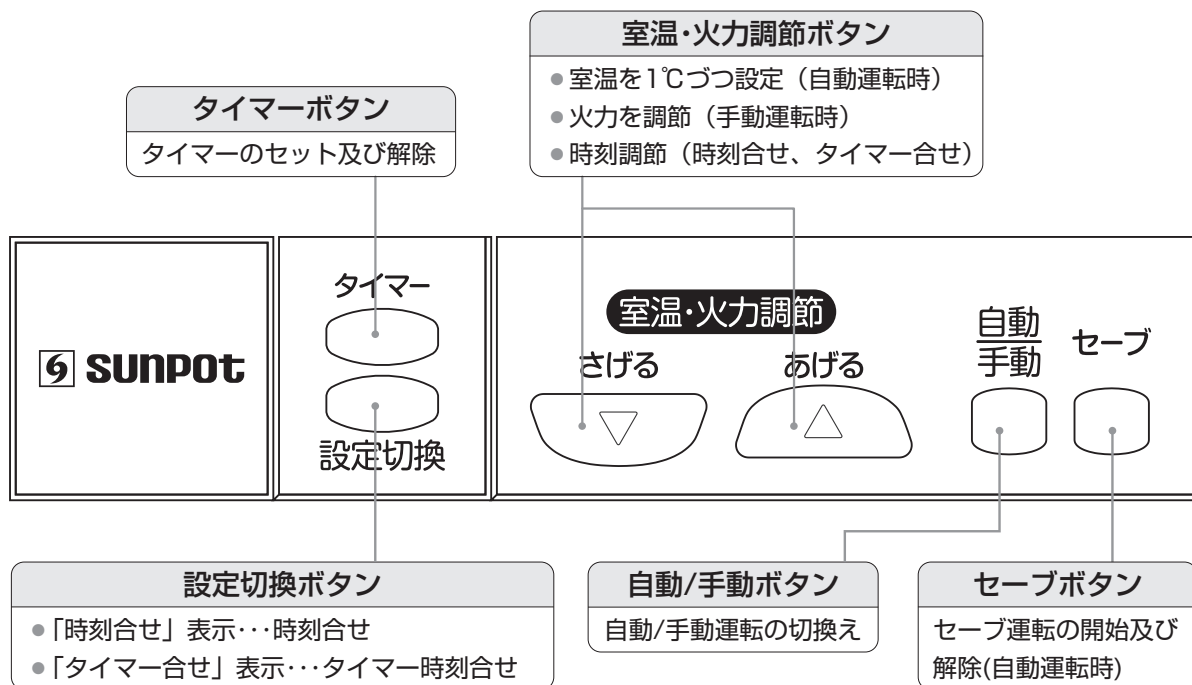 室温・火力調節ボタン
●室温を1℃づつ設定（自動運転時）
●火力を調節（手動運転時）
●時刻調節（時刻合せ、タイマー合せ）
タイマーボタン
タイマーのセット及び解除
sunpot
タイマー
設定切換
室温・火力調節
さげる
あげる
自動
手動
セーブ
設定切換ボタン
●「時刻合せ」表示･･･時刻合せ
●「タイマー合せ」表示･･･タイマー時刻合せ
自動/手動ボタン
自動/手動運転の切換え
セーブボタン
セーブ運転の開始及び
解除(自動運転時)